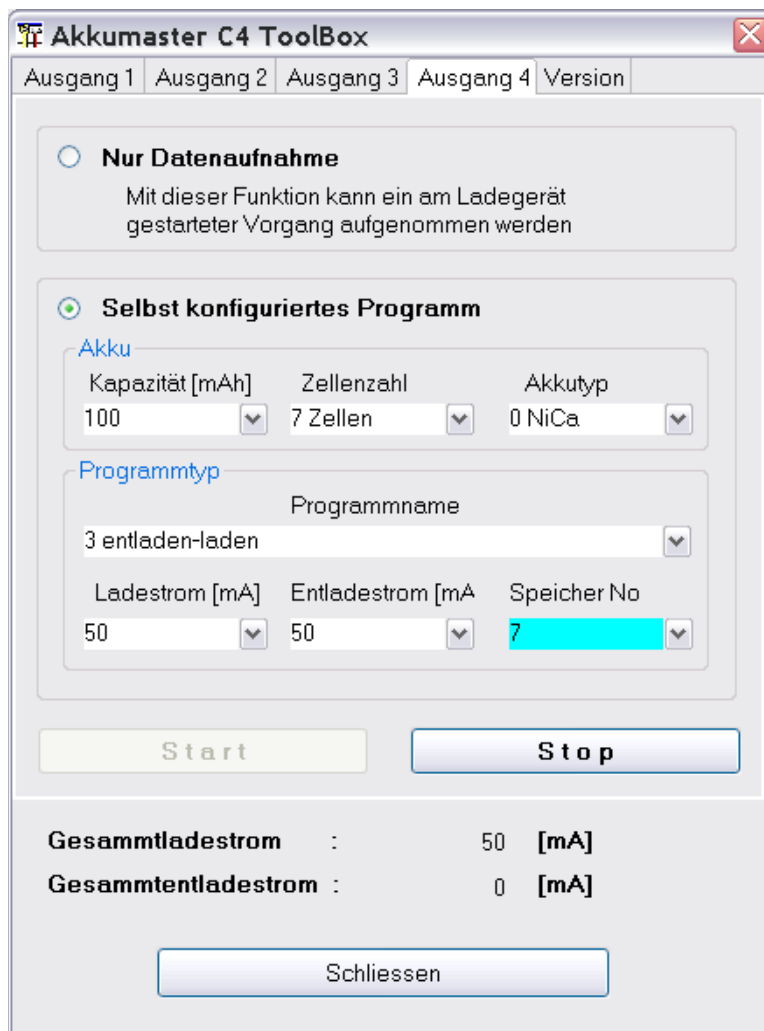 Akkumaster C4 ToolBox
Ausgang 1 Ausgang 2 Ausgang 3 Ausgang 4 Version
Nur Datenaufnahme
Mit dieser Funktion kann ein am Ladegerät
gestarteter Vorgang aufgenommen werden
Selbst konfiguriertes Programm
Akku
Kapazität [mAh] Zellenzahl Akkutyp
100 7 Zellen 0 NiCa
Programmtyp
Programmname
3 entladen-laden
Ladestrom [mA] Entladestrom [mA Speicher No
50 50 7
Start Stop
Gesammtladestrom : 50 [mA]
Gesammtentladestrom : 0 [mA]
Schliessen